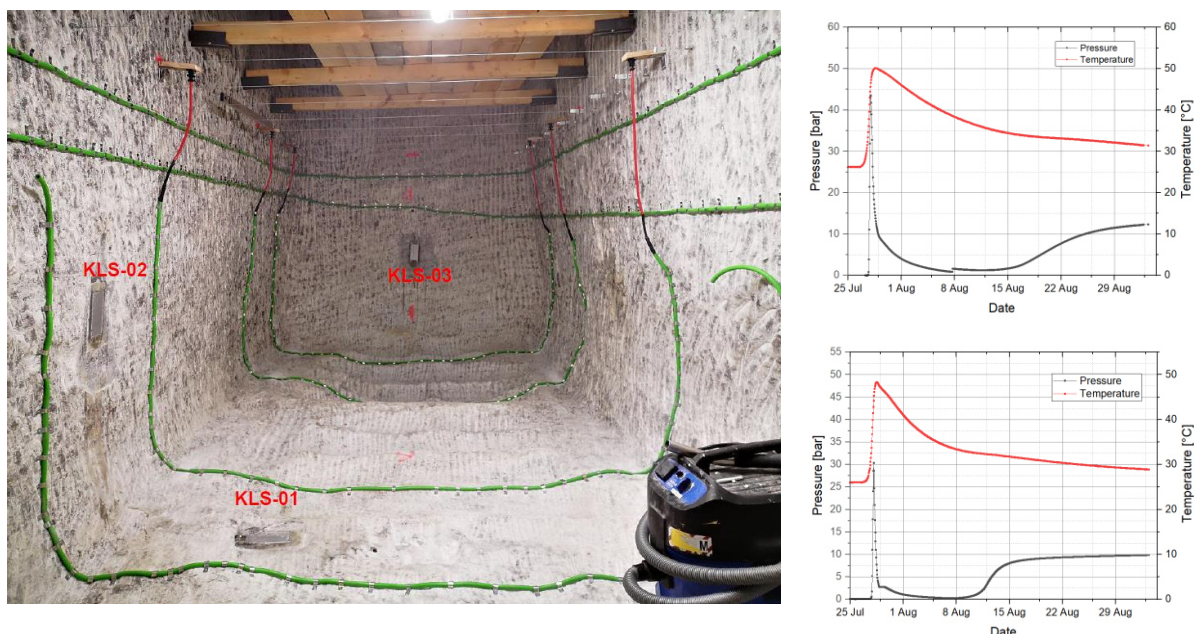 KLS-02
KLS-03
KLS-01
M
60
50
40
30
20
10
0
Pressure [bar]
Pressure
Temperature
60
50
40
30
20
10
0
Temperature [°C]
25 Jul
1 Aug
8 Aug
15 Aug
22 Aug
29 Aug
Date
55
50
45
40
35
30
25
20
15
10
5
0
Pressure [bar]
Pressure
Temperature
50
40
30
20
10
0
Temperature [°C]
25 Jul
1 Aug
8 Aug
15 Aug
22 Aug
29 Aug
Date